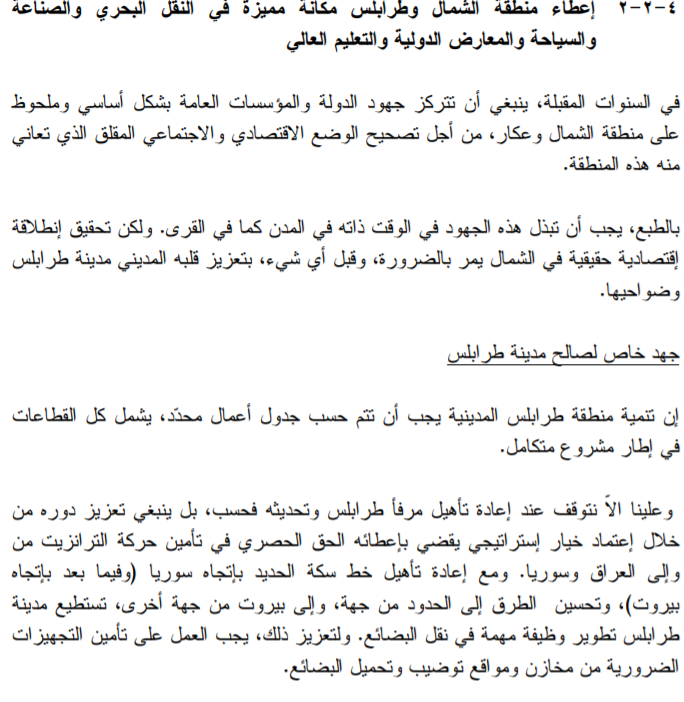 ٤-٢-٢ إعطاء منطقة الشمال وطرابلس مكانة مميزة في النقل البحري والصناعة
والسياحة والمعارض الدولية والتعليم العالي
في السنوات المقبلة، ينبغي أن تتركز جهود الدولة والمؤسسات العامة بشكل أساسي وملحوظ
على منطقة الشمال وعكار، من أجل تصحيح الوضع الاقتصادي والاجتماعي المقلق الذي تعاني
منه هذه المنطقة.
بالطبع، يجب أن تبذل هذه الجهود في الوقت ذاته في المدن كما في القرى. ولكن تحقيق إنطلاقة
إقتصادية حقيقية في الشمال يمر بالضرورة، وقبل أي شيء، بتعزيز قلبه المديني مدينة طرابلس
وضواحيها.
جهد خاص لصالح مدينة طرابلس
إن تنمية منطقة طرابلس المدينية يجب أن تتم حسب جدول أعمال محدّد، يشمل كل القطاعات
في إطار مشروع متكامل.
وعلينا الاّ نتوقف عند إعادة تأهيل مرفأ طرابلس وتحديثه فحسب، بل ينبغي تعزيز دوره من
خلال إعتماد خيار إستراتيجي يقضي بإعطائه الحق الحصري في تأمين حركة الترانزيت من
وإلى العراق وسوريا. ومع إعادة تأهيل خط سكة الحديد بإتجاه سوريا (وفيما بعد بإتجاه
بيروت)، وتحسين الطرق إلى الحدود من جهة، وإلى بيروت من جهة أخرى، تستطيع مدينة
طرابلس تطوير وظيفة مهمة في نقل البضائع. ولتعزيز ذلك، يجب العمل على تأمين التجهيزات
الضرورية من مخازن ومواقع توضيب وتحميل البضائع.